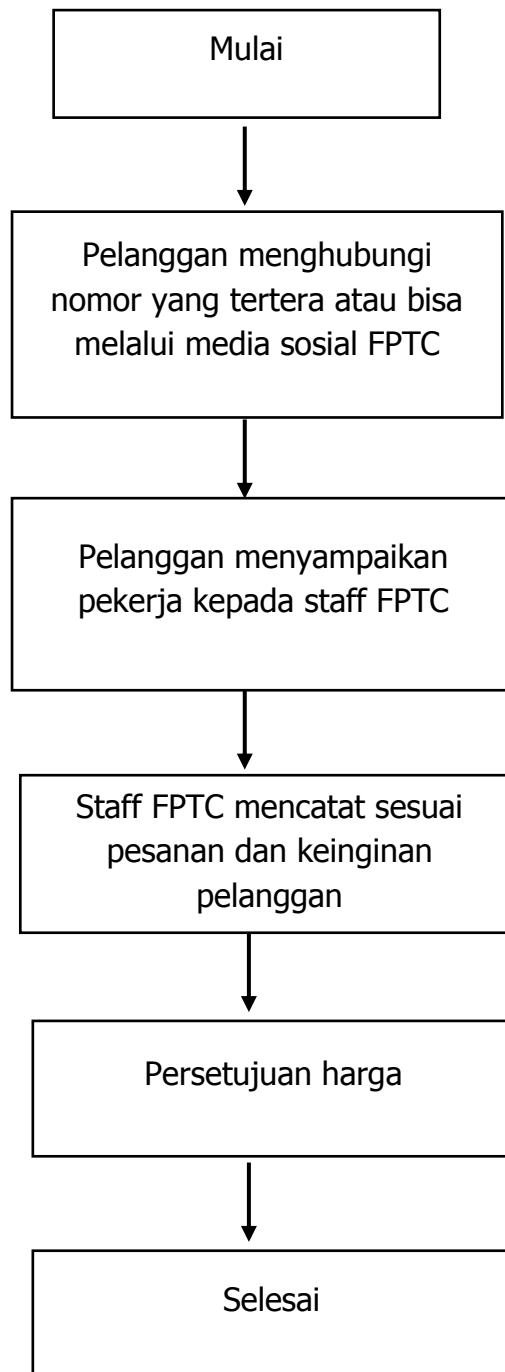 Mulai
Pelanggan menghubungi
nomor yang tertera atau bisa
melalui media sosial FPTC
Pelanggan menyampaikan
pekerja kepada staff FPTC
Staff FPTC mencatat sesuai
pesanan dan keinginan
pelanggan
Persetujuan harga
Selesai